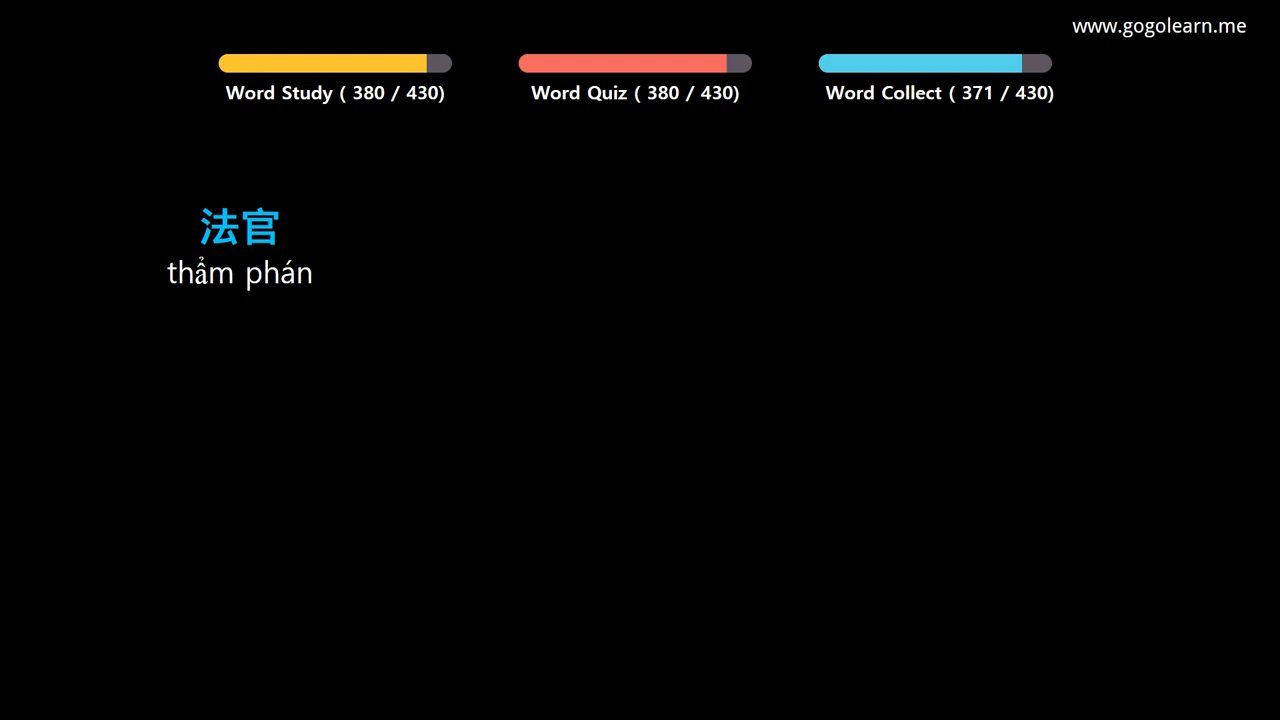 www.gogolearn.me
Word Study ( 380 / 430)
Word Quiz ( 380 / 430)
Word Collect ( 371 / 430)
法官
thẩm phán